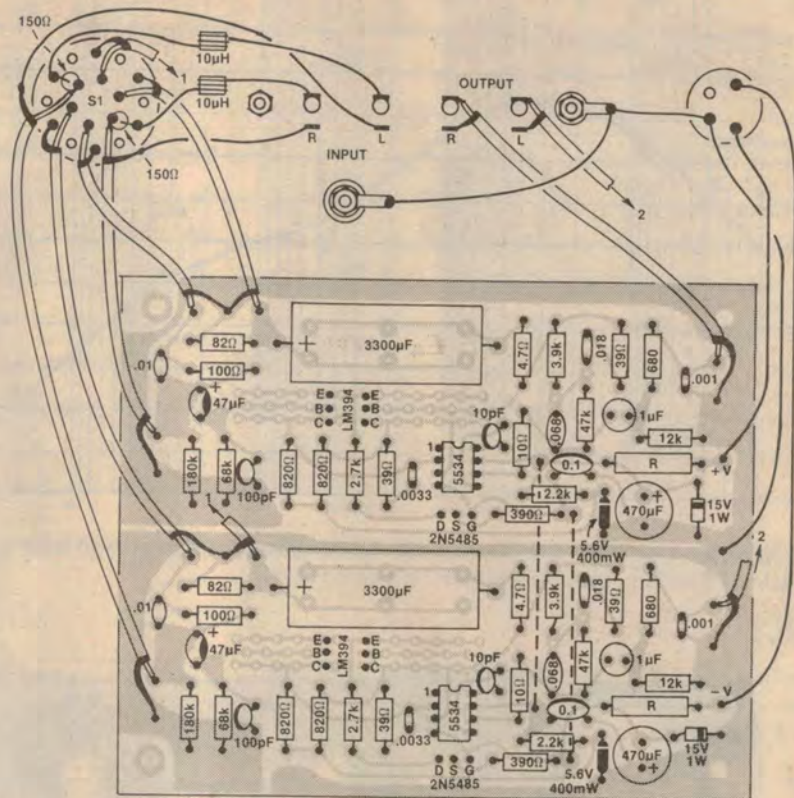 150Ω
10µH
1
S1
10µH
OUTPUT
R
L
R
L
INPUT
150Ω
−
2
82Ω
3300µF
4.7Ω
3.9k
.018
39Ω
680
.01
100Ω
.001
+
47µF
E
B
C
LM394
E
B
C
10pF
10Ω
.068
47k
1µF
12k
180k
68k
100pF
820Ω
820Ω
2.7k
39Ω
.0033
1
5534
0.1
R
+V
2.2k
1
D S G
2N5485
390Ω
5.6V
400mW
470µF
+
15V
1W
2
82Ω
+
3300µF
4.7Ω
3.9k
.018
39Ω
680
.01
100Ω
.001
+
47µF
E
B
C
LM394
E
B
C
10pF
10Ω
.068
47k
1µF
12k
180k
68k
100pF
820Ω
820Ω
2.7k
39Ω
.0033
1
5534
0.1
R
−V
2.2k
D S G
2N5485
390Ω
5.6V
400mW
470µF
+
15V
1W